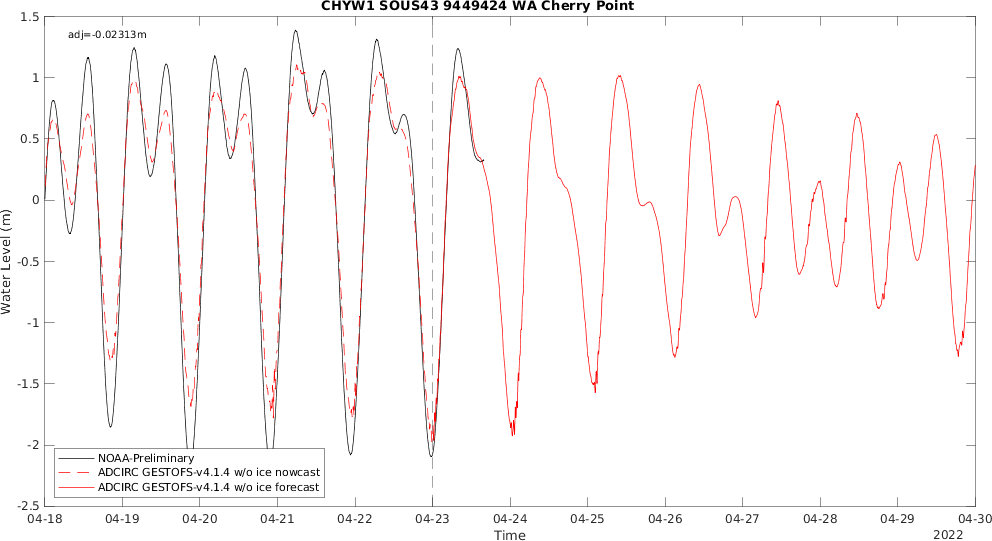 CHYW1 SOUS43 9449424 WA Cherry Point
adj=-0.02313m
1.5
1
0.5
0
-0.5
-1
-1.5
-2
-2.5
Water Level (m)
NOAA-Preliminary
ADCIRC GESTOFS-v4.1.4 w/o ice nowcast
ADCIRC GESTOFS-v4.1.4 w/o ice forecast
04-18 04-19 04-20 04-21 04-22 04-23 04-24 04-25 04-26 04-27 04-28 04-29 04-30
Time
2022